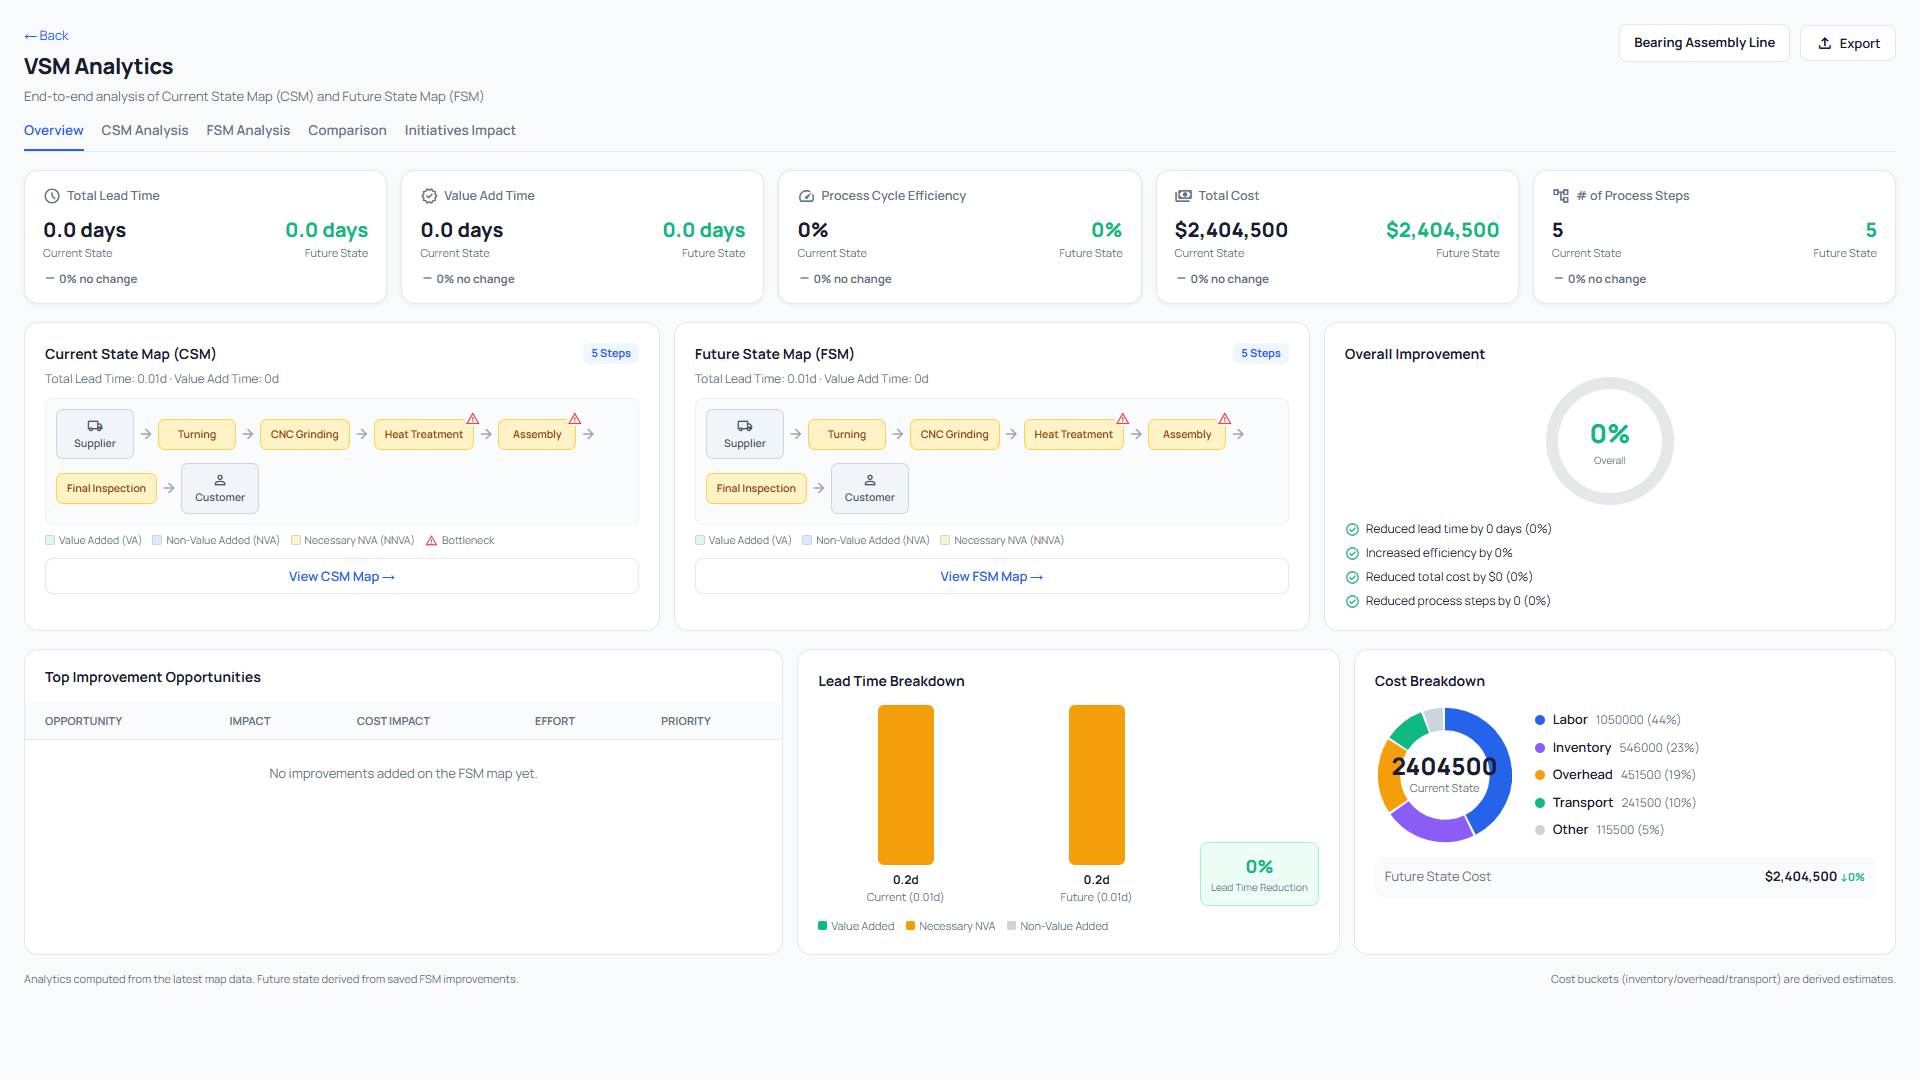 ← Back
VSM Analytics
End-to-end analysis of Current State Map (CSM) and Future State Map (FSM)
Bearing Assembly Line
Export
Overview
CSM Analysis
FSM Analysis
Comparison
Initiatives Impact
Total Lead Time
0.0 days
0.0 days
Current State
Future State
− 0% no change
Value Add Time
0.0 days
0.0 days
Current State
Future State
− 0% no change
Process Cycle Efficiency
0%
0%
Current State
Future State
− 0% no change
Total Cost
$2,404,500
$2,404,500
Current State
Future State
− 0% no change
# of Process Steps
5
5
Current State
Future State
− 0% no change
Current State Map (CSM)
5 Steps
Total Lead Time: 0.01d · Value Add Time: 0d
Supplier
Turning
CNC Grinding
Heat Treatment
Assembly
Final Inspection
Customer
Value Added (VA)
Non-Value Added (NVA)
Necessary NVA (NNVA)
Bottleneck
View CSM Map →
Future State Map (FSM)
5 Steps
Total Lead Time: 0.01d · Value Add Time: 0d
Supplier
Turning
CNC Grinding
Heat Treatment
Assembly
Final Inspection
Customer
Value Added (VA)
Non-Value Added (NVA)
Necessary NVA (NNVA)
View FSM Map →
Overall Improvement
0%
Overall
Reduced lead time by 0 days (0%)
Increased efficiency by 0%
Reduced total cost by $0 (0%)
Reduced process steps by 0 (0%)
Top Improvement Opportunities
OPPORTUNITY
IMPACT
COST IMPACT
EFFORT
PRIORITY
No improvements added on the FSM map yet.
Lead Time Breakdown
0.2d
Current (0.01d)
0.2d
Future (0.01d)
0%
Lead Time Reduction
Value Added
Necessary NVA
Non-Value Added
Cost Breakdown
2404500
Current State
Labor 1050000 (44%)
Inventory 546000 (23%)
Overhead 451500 (19%)
Transport 241500 (10%)
Other 115500 (5%)
Future State Cost
$2,404,500 ↓0%
Analytics computed from the latest map data. Future state derived from saved FSM improvements.
Cost buckets (inventory/overhead/transport) are derived estimates.